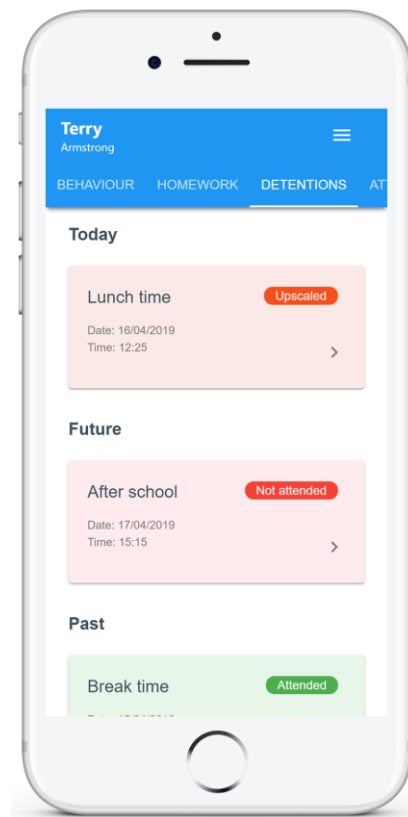 Terry
Armstrong
BEHAVIOUR HOMEWORK DETENTIONS AT
Today
Lunch time Upscaled
Date: 16/04/2019
Time: 12:25
Future
After school Not attended
Date: 17/04/2019
Time: 15:15
Past
Break time Attended